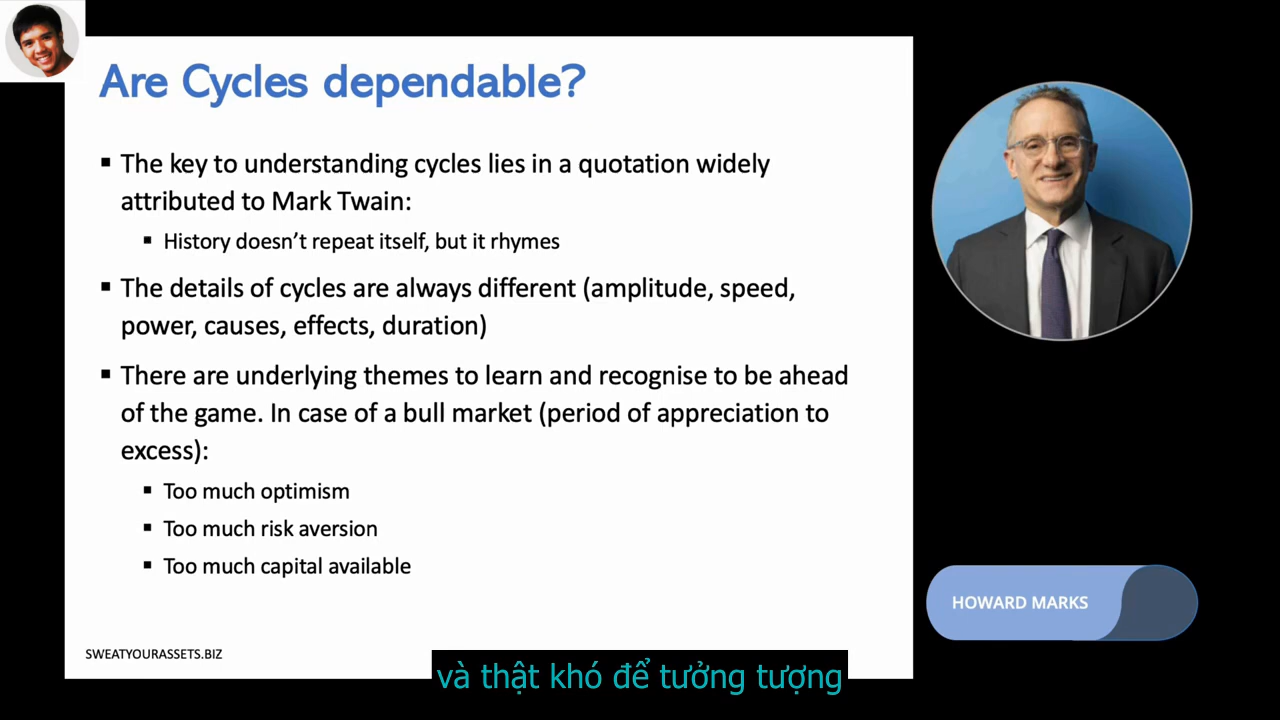 Are Cycles dependable?
▪ The key to understanding cycles lies in a quotation widely
attributed to Mark Twain:
▪ History doesn’t repeat itself, but it rhymes
▪ The details of cycles are always different (amplitude, speed,
power, causes, effects, duration)
▪ There are underlying themes to learn and recognise to be ahead
of the game. In case of a bull market (period of appreciation to
excess):
▪ Too much optimism
▪ Too much risk aversion
▪ Too much capital available
HOWARD MARKS
SWEATYOURASSETS.BIZ
và thật khó để tưởng tượng